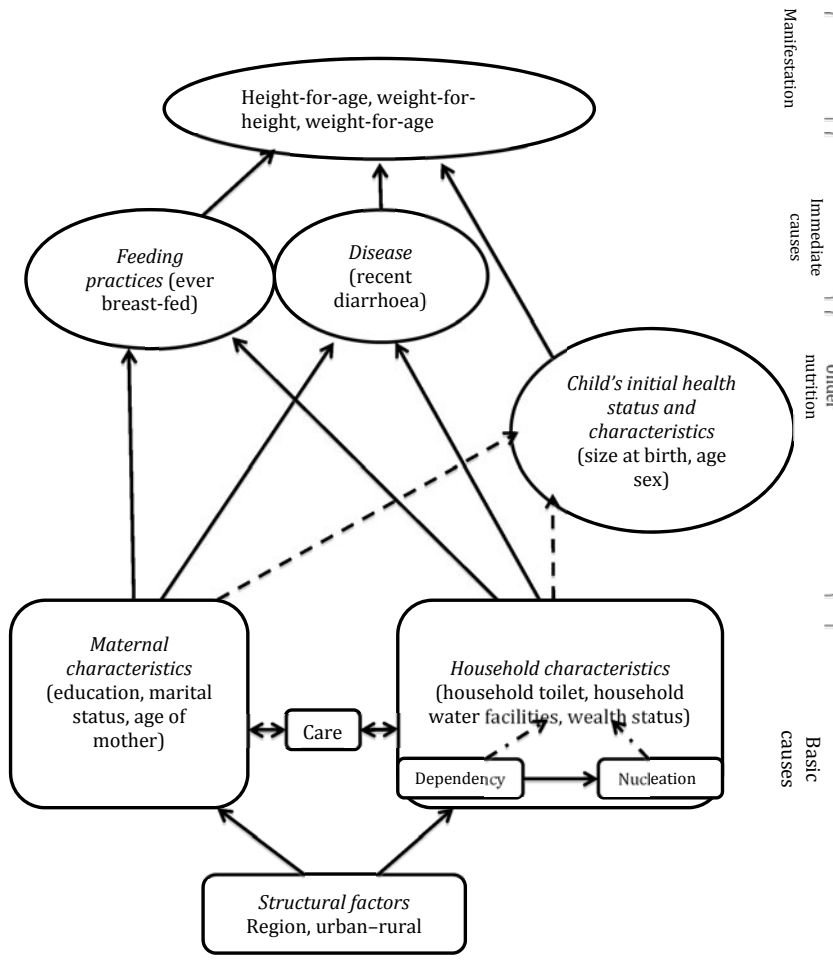 Manifestation
Height-for-age, weight-for-
height, weight-for-age
Immediate
causes
Feeding
practices (ever
breast-fed)
Disease
(recent
diarrhoea)
Under
nutrition
Child's initial health
status and
characteristics
(size at birth, age
sex)
Maternal
characteristics
(education, marital
status, age of
mother)
Care
Household characteristics
(household toilet, household
water facilities, wealth status)
Dependency
Nucleation
Basic
causes
Structural factors
Region, urban–rural